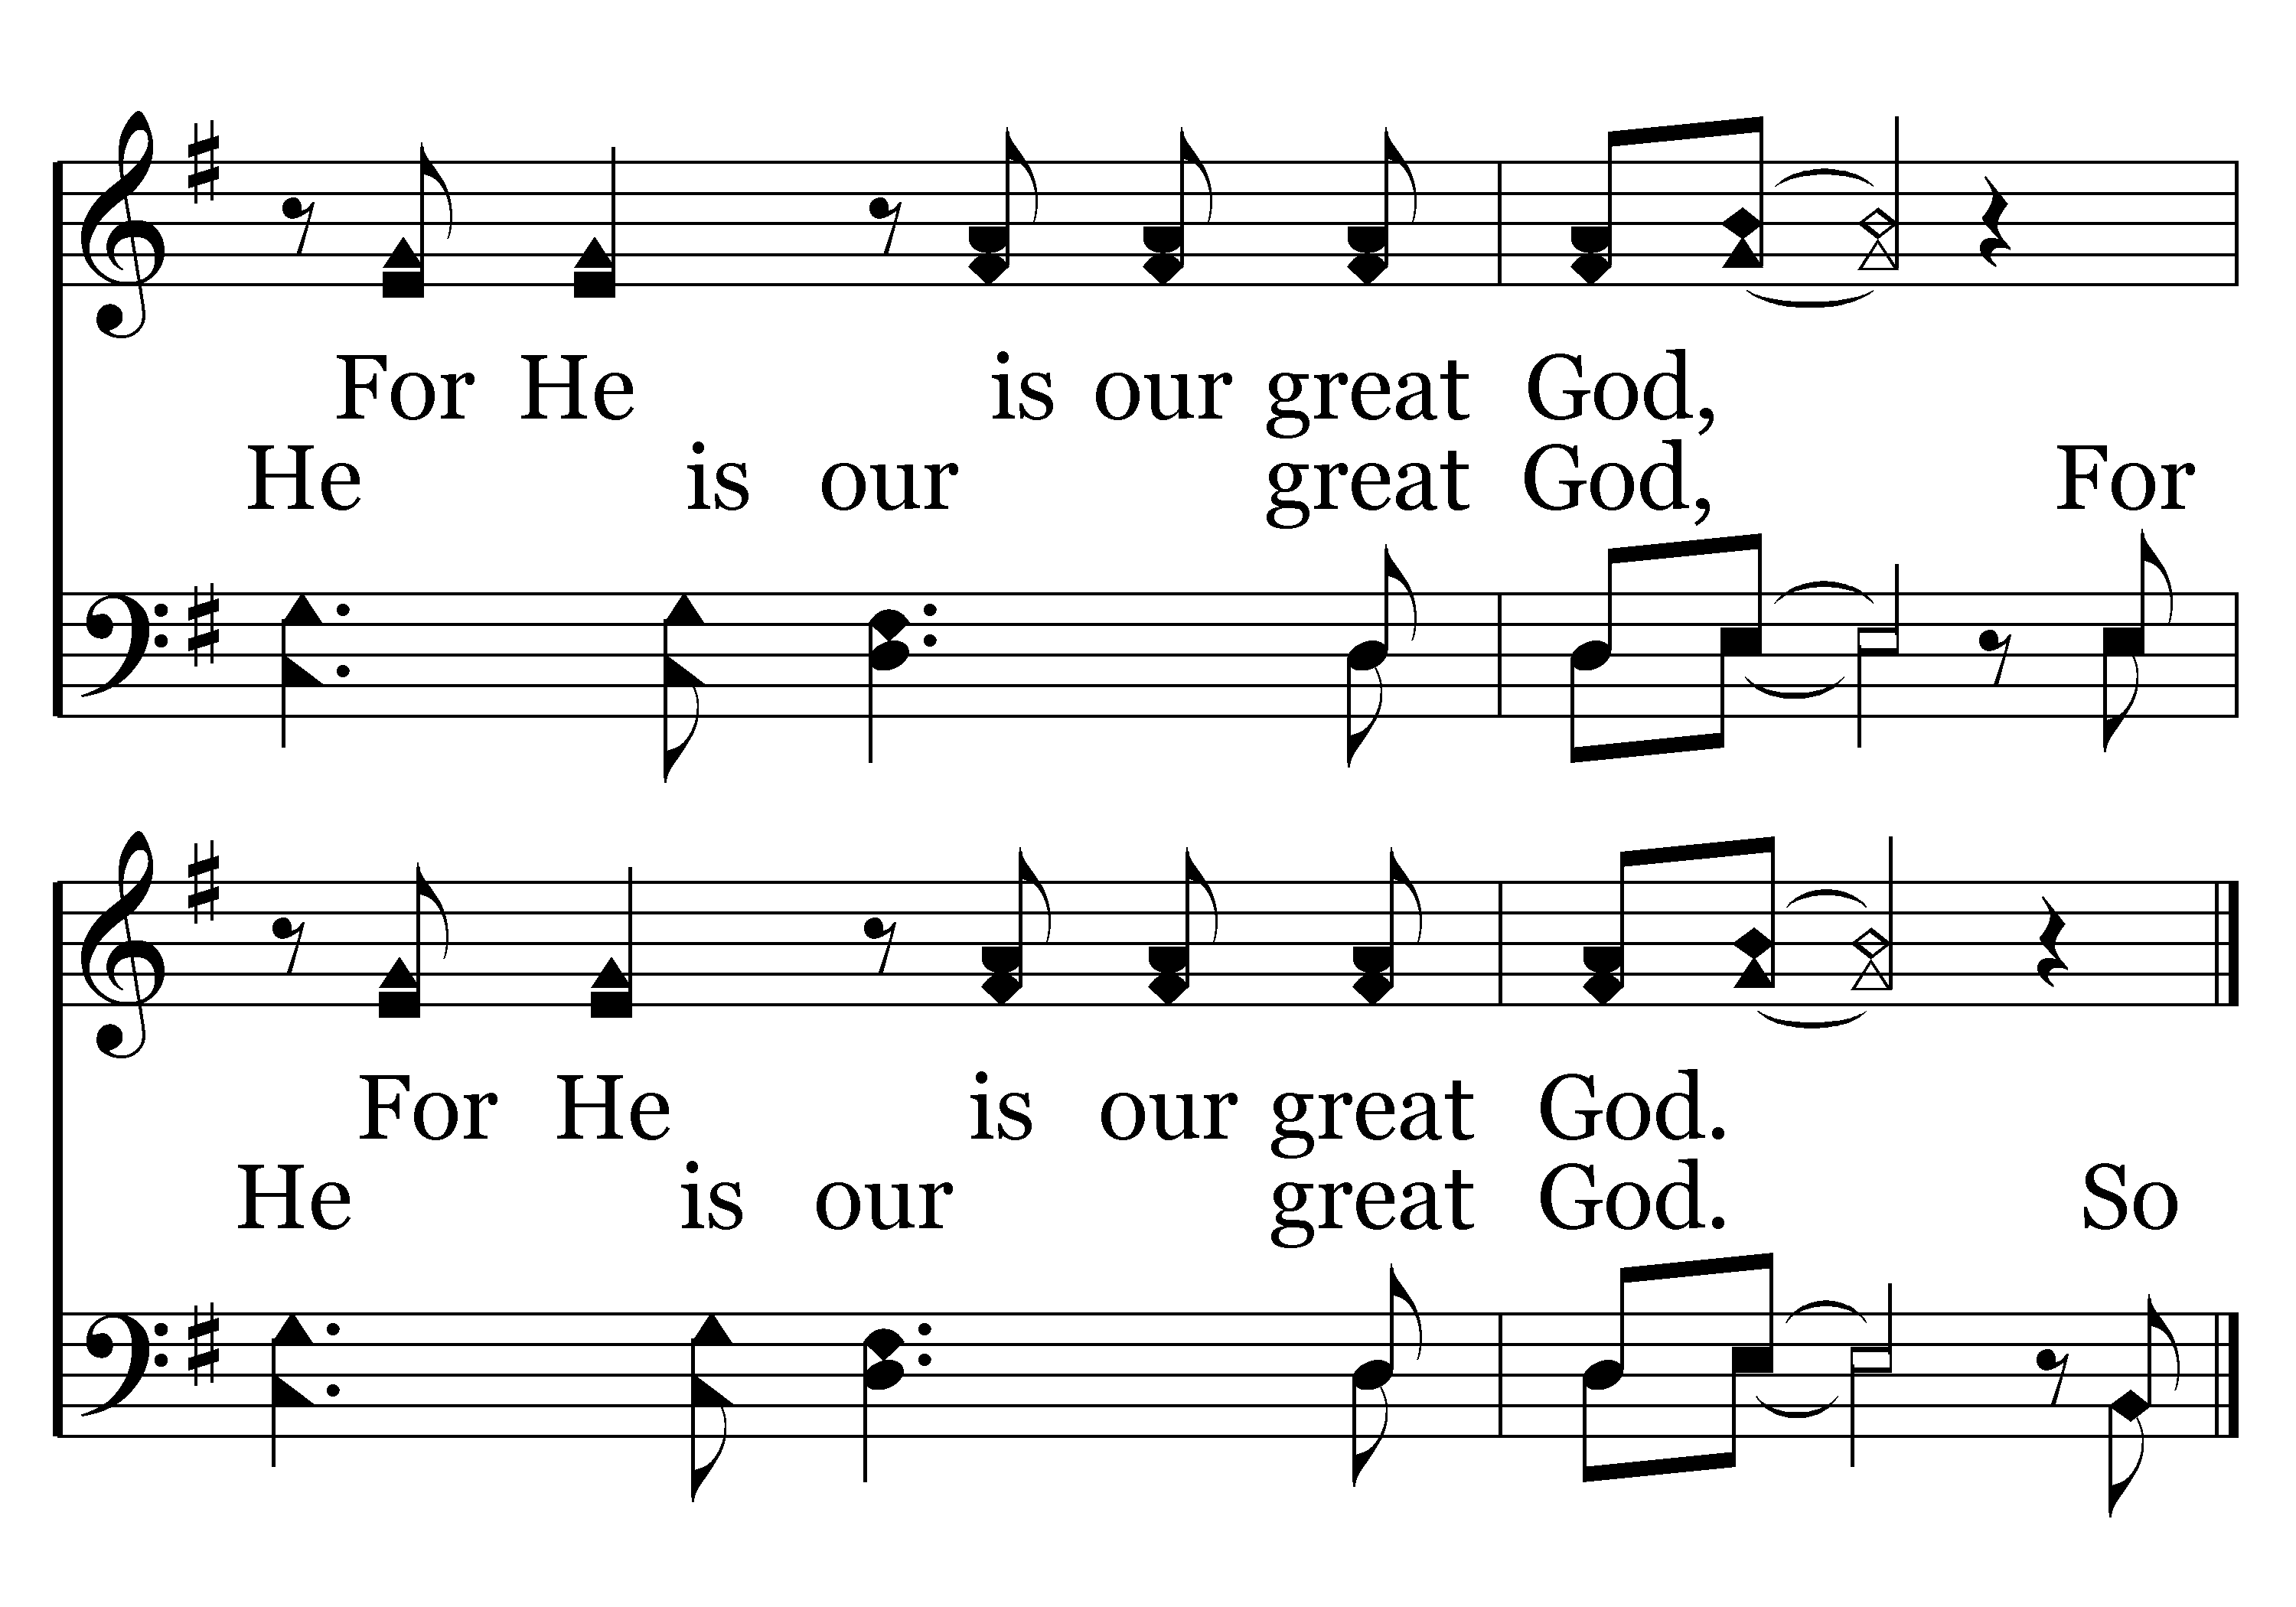 For He is our great God,
He is our great God, For
For He is our great God.
He is our great God. So